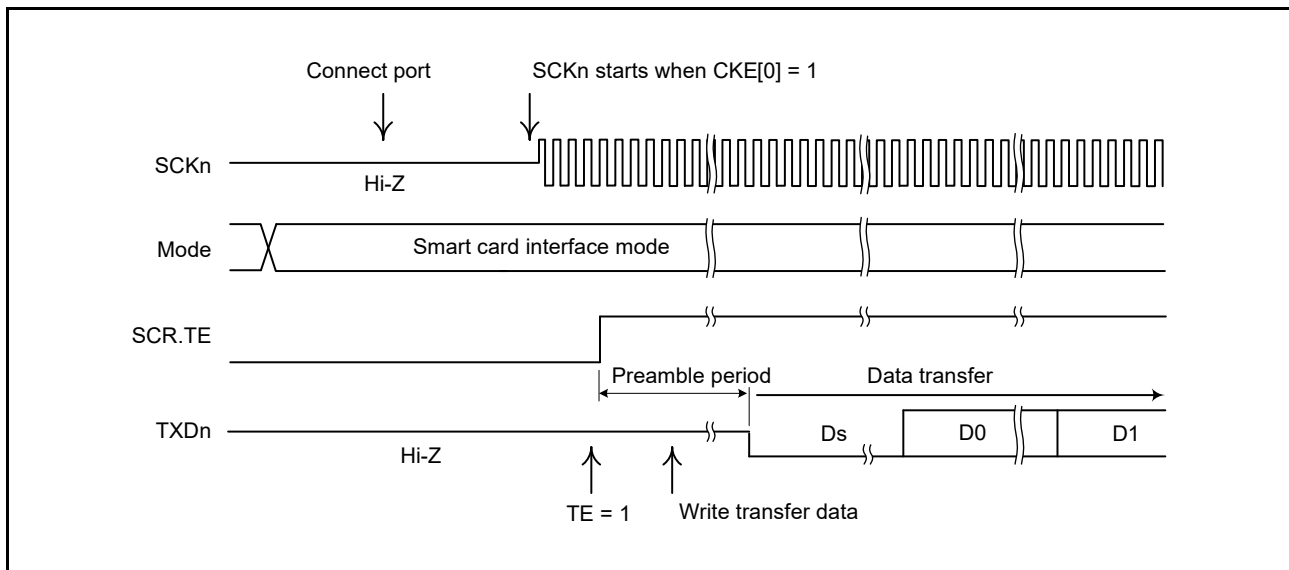 Connect port
SCKn starts when CKE[0] = 1
SCKn
Hi-Z
Mode
Smart card interface mode
SCR.TE
Preamble period
Data transfer
TXDn
Ds
D0
D1
Hi-Z
TE = 1
Write transfer data